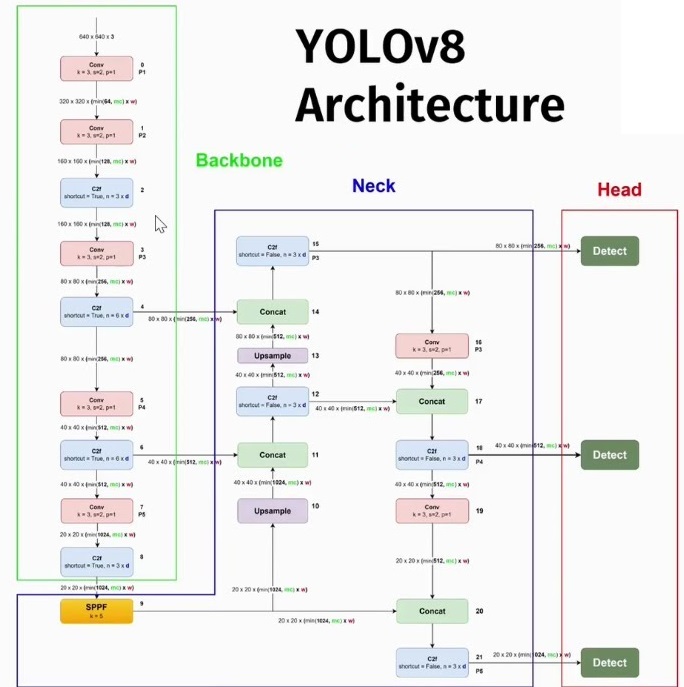 YOLOv8
Architecture
Backbone
Neck
Head
640 x 640 x 3
Conv
k = 3, s=2, p=1
0
P1
320 x 320 x (min(64, mc) x w)
Conv
k = 3, s=2, p=1
1
P2
160 x 160 x (min(128, mc) x w)
C2f
shortcut = True, n = 3 x d
2
160 x 160 x (min(128, mc) x w)
Conv
k = 3, s=2, p=1
3
P3
80 x 80 x (min(256, mc) x w)
C2f
shortcut = True, n = 6 x d
4
80 x 80 x (min(256, mc) x w)
80 x 80 x (min(256, mc) x w)
Conv
k = 3, s=2, p=1
5
P4
40 x 40 x (min(512, mc) x w)
C2f
shortcut = True, n = 6 x d
6
40 x 40 x (min(512, mc) x w)
40 x 40 x (min(512, mc) x w)
Conv
k = 3, s=2, p=1
7
P5
20 x 20 x (min(1024, mc) x w)
C2f
shortcut = True, n = 3 x d
8
20 x 20 x (min(1024, mc) x w)
SPPF
k = 5
9
20 x 20 x (min(1024, mc) x w)
20 x 20 x (min(1024, mc) x w)
C2f
shortcut = False, n = 3 x d
15
P3
Concat
14
80 x 80 x (min(512, mc) x w)
Upsample
13
40 x 40 x (min(512, mc) x w)
C2f
shortcut = False, n = 3 x d
12
40 x 40 x (min(512, mc) x w)
Concat
11
40 x 40 x (min(1024, mc) x w)
Upsample
10
80 x 80 x (min(256, mc) x w)
80 x 80 x (min(256, mc) x w)
Conv
k = 3, s=2, p=1
16
P3
40 x 40 x (min(256, mc) x w)
Concat
17
C2f
shortcut = False, n = 3 x d
18
P4
40 x 40 x (min(512, mc) x w)
40 x 40 x (min(512, mc) x w)
Conv
k = 3, s=2, p=1
19
20 x 20 x (min(512, mc) x w)
Concat
20
C2f
shortcut = False, n = 3 x d
21
P5
20 x 20 x (min(1024, mc) x w)
Detect
Detect
Detect